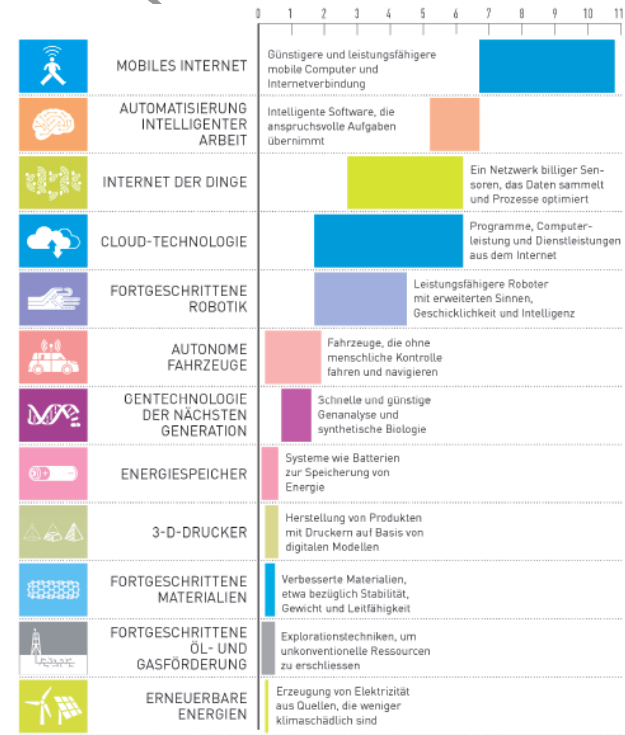 0 1 2 3 4 5 6 7 8 9 10 11
MOBILES INTERNET
Günstigere und leistungsfähigere
mobile Computer und
Internetverbindung
AUTOMATISIERUNG
INTELLIGENTER
ARBEIT
Intelligente Software, die
anspruchsvolle Aufgaben
übernimmt
INTERNET DER DINGE
Ein Netzwerk billiger Sen-
soren, das Daten sammelt
und Prozesse optimiert
CLOUD-TECHNOLOGIE
Programme, Computer-
leistung und Dienstleistungen
aus dem Internet
FORTGESCHRITTENE
ROBOTIK
Leistungsfähigere Roboter
mit erweiterten Sinnen,
Geschicklichkeit und Intelligenz
AUTONOME
FAHRZEUGE
Fahrzeuge, die ohne
menschliche Kontrolle
fahren und navigieren
GENTECHNOLOGIE
DER NÄCHSTEN
GENERATION
Schnelle und günstige
Genanalyse und
synthetische Biologie
ENERGIESPEICHER
Systeme wie Batterien
zur Speicherung von
Energie
3-D-DRUCKER
Herstellung von Produkten
mit Druckern auf Basis von
digitalen Modellen
FORTGESCHRITTENE
MATERIALIEN
Verbesserte Materialien,
etwa bezüglich Stabilität,
Gewicht und Leitfähigkeit
FORTGESCHRITTENE
ÖL- UND
GASFÖRDERUNG
Explorationstechniken, um
unkonventionelle Ressourcen
zu erschliessen
ERNEUERBARE
ENERGIEN
Erzeugung von Elektrizität
aus Quellen, die weniger
klimaschädlich sind